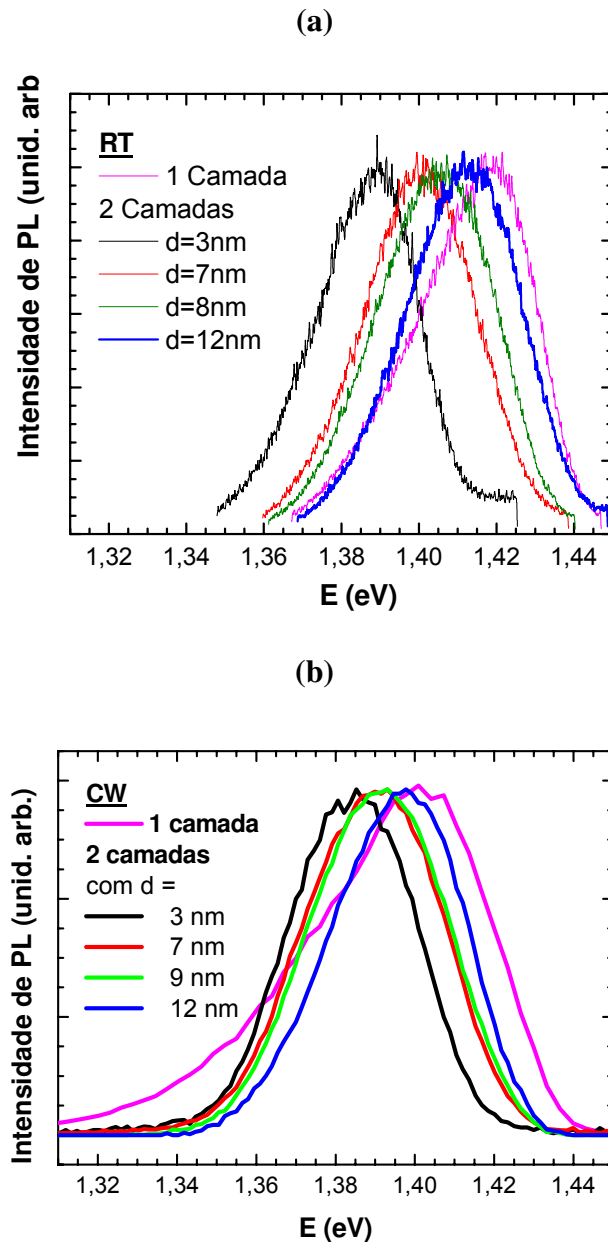 (a)
Intensidade de PL (unid. arb
RT
1 Camada
2 Camadas
d=3nm
d=7nm
d=8nm
d=12nm
1,32 1,34 1,36 1,38 1,40 1,42 1,44
E (eV)
(b)
Intensidade de PL (unid. arb.)
CW
1 camada
2 camadas
com d =
3 nm
7 nm
9 nm
12 nm
1,32 1,34 1,36 1,38 1,40 1,42 1,44
E (eV)